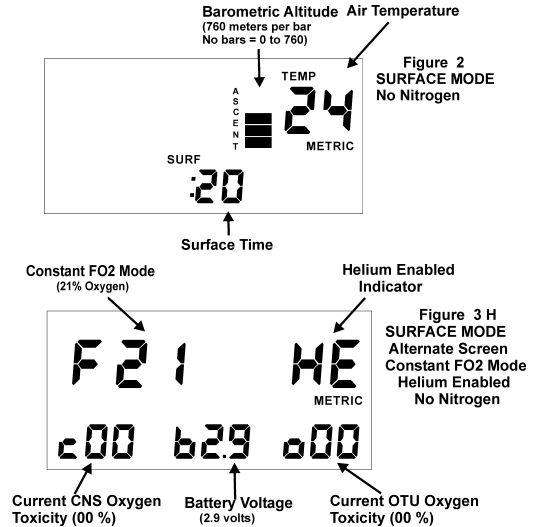 Barometric Altitude
(760 meters per bar
No bars = 0 to 760)
Air Temperature
Figure 2
SURFACE MODE
No Nitrogen
TEMP
ASCENT
24
METRIC
SURF
:20
Surface Time
Constant FO2 Mode
(21% Oxygen)
Helium Enabled
Indicator
Figure 3 H
SURFACE MODE
Alternate Screen
Constant FO2 Mode
Helium Enabled
No Nitrogen
F21
HE
METRIC
c00
b2.9
o00
Current CNS Oxygen
Toxicity (00 %)
Battery Voltage
(2.9 volts)
Current OTU Oxygen
Toxicity (00 %)